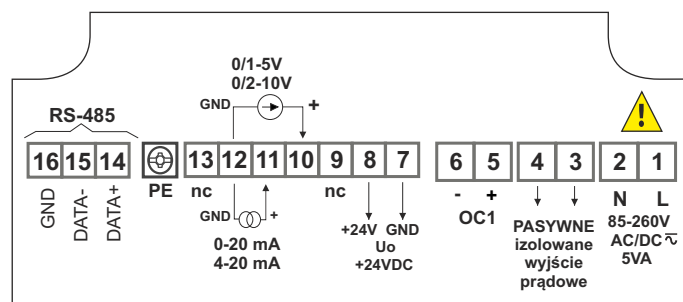 0/1-5V
0/2-10V
GND +
RS-485
16 15 14 13 12 11 10 9 8 7 6 5 4 3 2 1
PE nc nc - + N L
GND DATA- DATA+
GND +
0-20 mA
4-20 mA
+24V GND
Uo
+24VDC
OC1
PASYWNE
izolowane
wyjście
prądowe
85-260V
AC/DC
5VA